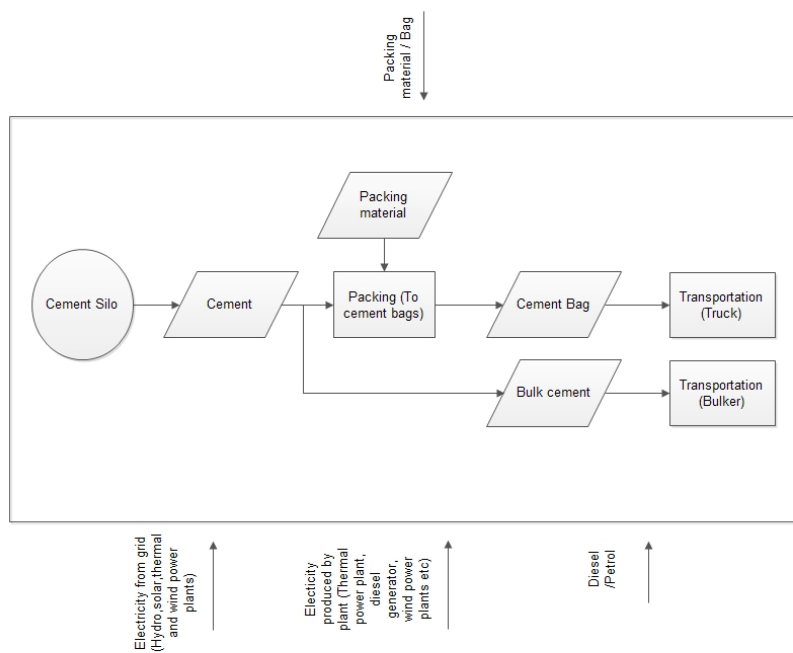 Packing
material / Bag
Packing
material
Cement Silo
Cement
Packing (To
cement bags)
Cement Bag
Transportation
(Truck)
Bulk cement
Transportation
(Bulker)
Electricity from grid
(Hydro,solar,thermal
and wind power
plants)
Electicity
produced by
plant (Thermal
power plant,
diesel
generator,
wind power
plants etc)
Diesel
/Petrol